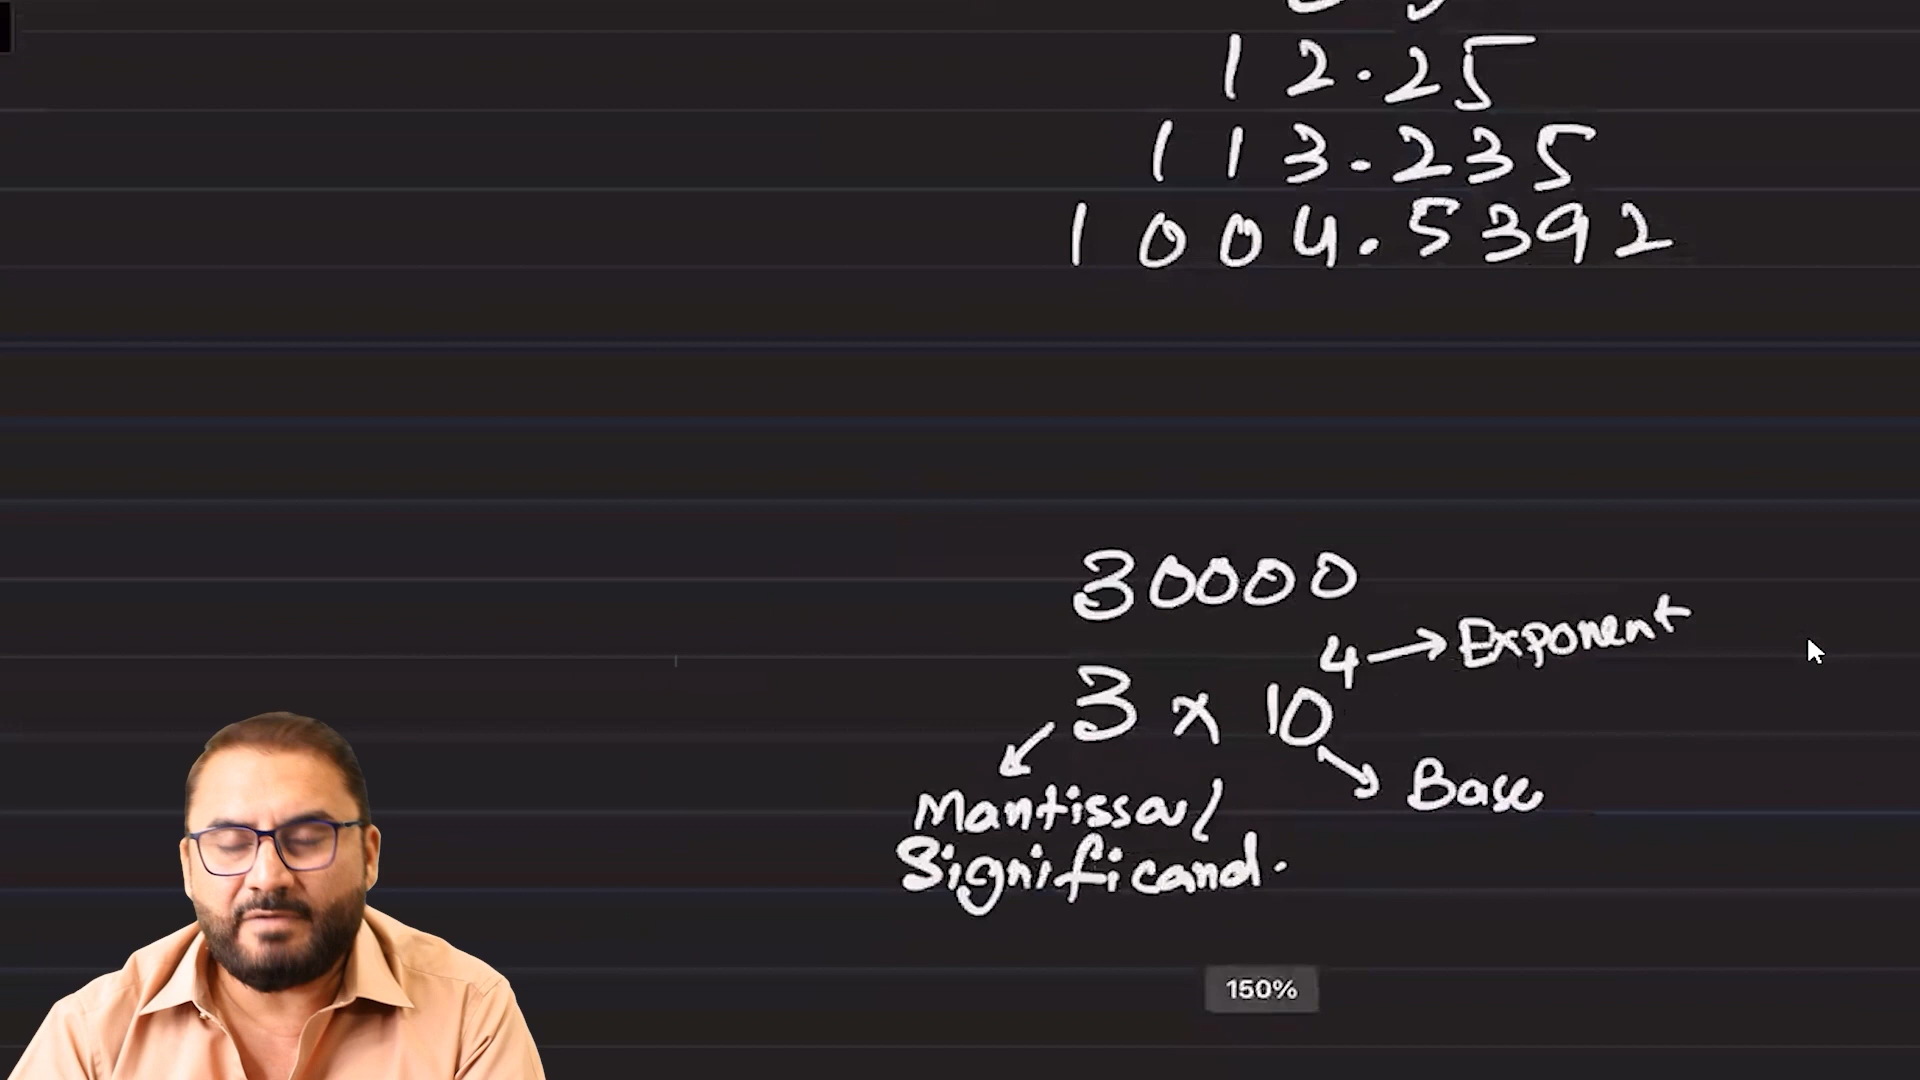 12.25
113.235
1004.5392
30000
3 x 10^4 → Exponent
Base
Mantissa/
Significand.
150%